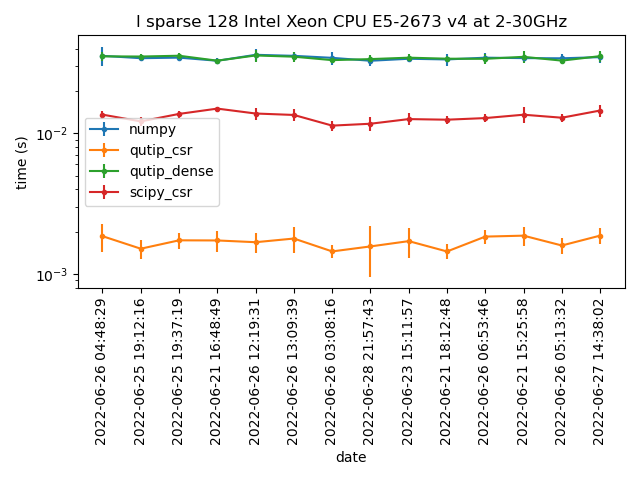 l sparse 128 Intel Xeon CPU E5-2673 v4 at 2-30GHz
time (s)
10⁻²
10⁻³
numpy
qutip_csr
qutip_dense
scipy_csr
2022-06-26 04:48:29
2022-06-25 19:12:16
2022-06-25 19:37:19
2022-06-21 16:48:49
2022-06-26 12:19:31
2022-06-26 13:09:39
2022-06-26 03:08:16
2022-06-28 21:57:43
2022-06-23 15:11:57
2022-06-21 18:12:48
2022-06-26 06:53:46
2022-06-21 15:25:58
2022-06-26 05:13:32
2022-06-27 14:38:02
date